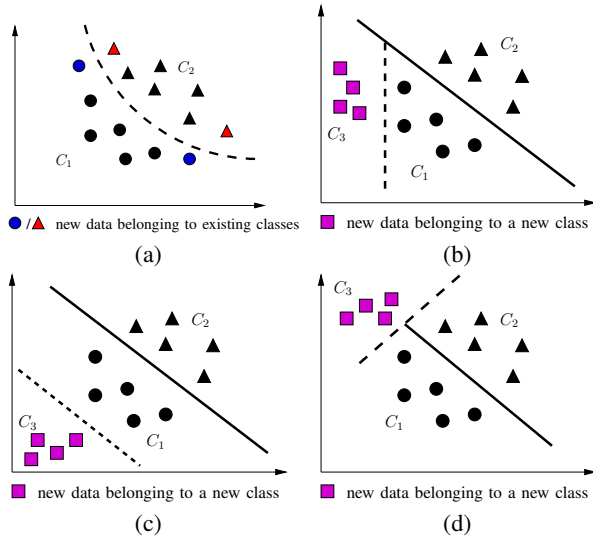 C₂
C₁
/ new data belonging to existing classes
(a)
C₂
C₃
C₁
new data belonging to a new class
(b)
C₂
C₃
C₁
new data belonging to a new class
(c)
C₃
C₂
C₁
new data belonging to a new class
(d)